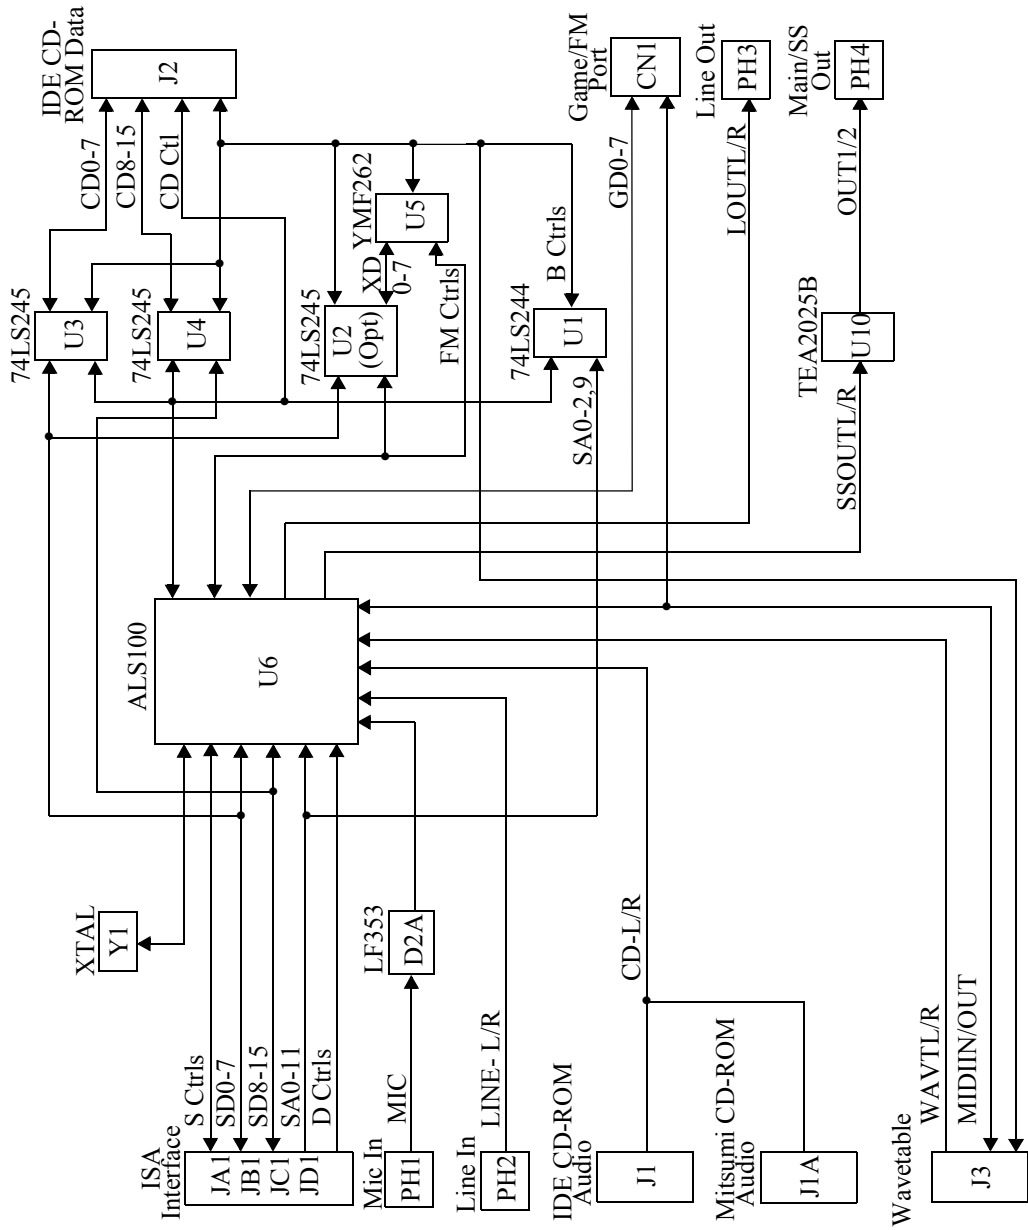 ISA
Interface
JA1
JB1
JC1
JD1
S Ctrls
SD0-7
SD8-15
SA0-11
D Ctrls
Mic In
PH1
MIC
Line In
PH2
LINE- L/R
IDE CD-ROM
Audio
J1
Mitsumi CD-ROM
Audio
J1A
CD-L/R
Wavetable
J3
WAVTL/R
MIDIIN/OUT
XTAL
Y1
LF353
D2A
ALS100
U6
74LS245
U3
74LS245
U4
74LS245
U2
(Opt)
XD
0-7
YMF262
U5
FM Ctrls
74LS244
U1
B Ctrls
SA0-2,9
TEA2025B
U10
SSOUTL/R
IDE CD-
ROM Data
J2
CD0-7
CD8-15
CD Ctl
Game/FM
Port
CN1
GD0-7
Line Out
PH3
LOUTL/R
Main/SS
Out
PH4
OUT1/2